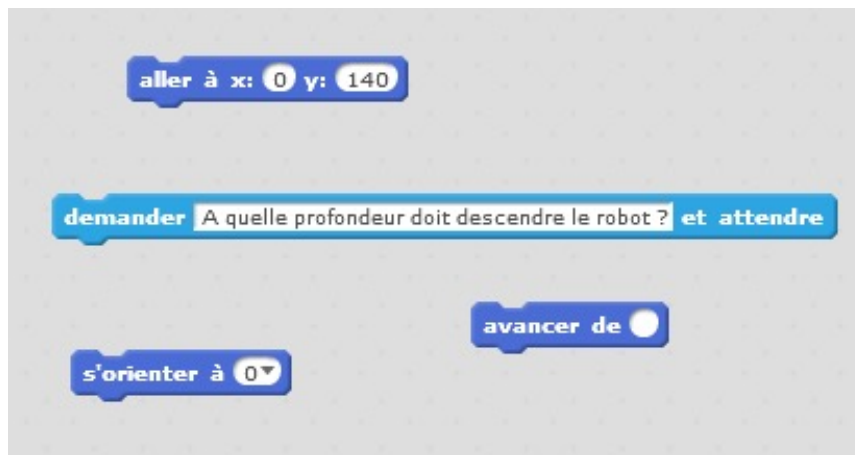 aller à x: 0 y: 140
demander A quelle profondeur doit descendre le robot ? et attendre
avancer de
s'orienter à 0